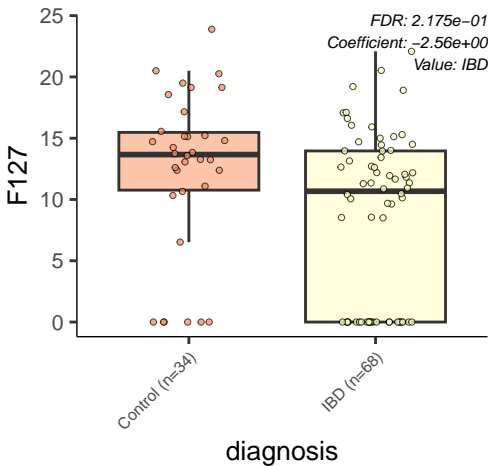 FDR: 2.175e−01
Coefficient: −2.56e+00
Value: IBD
25
20
15
10
5
0
F127
Control (n=34)
IBD (n=68)
diagnosis